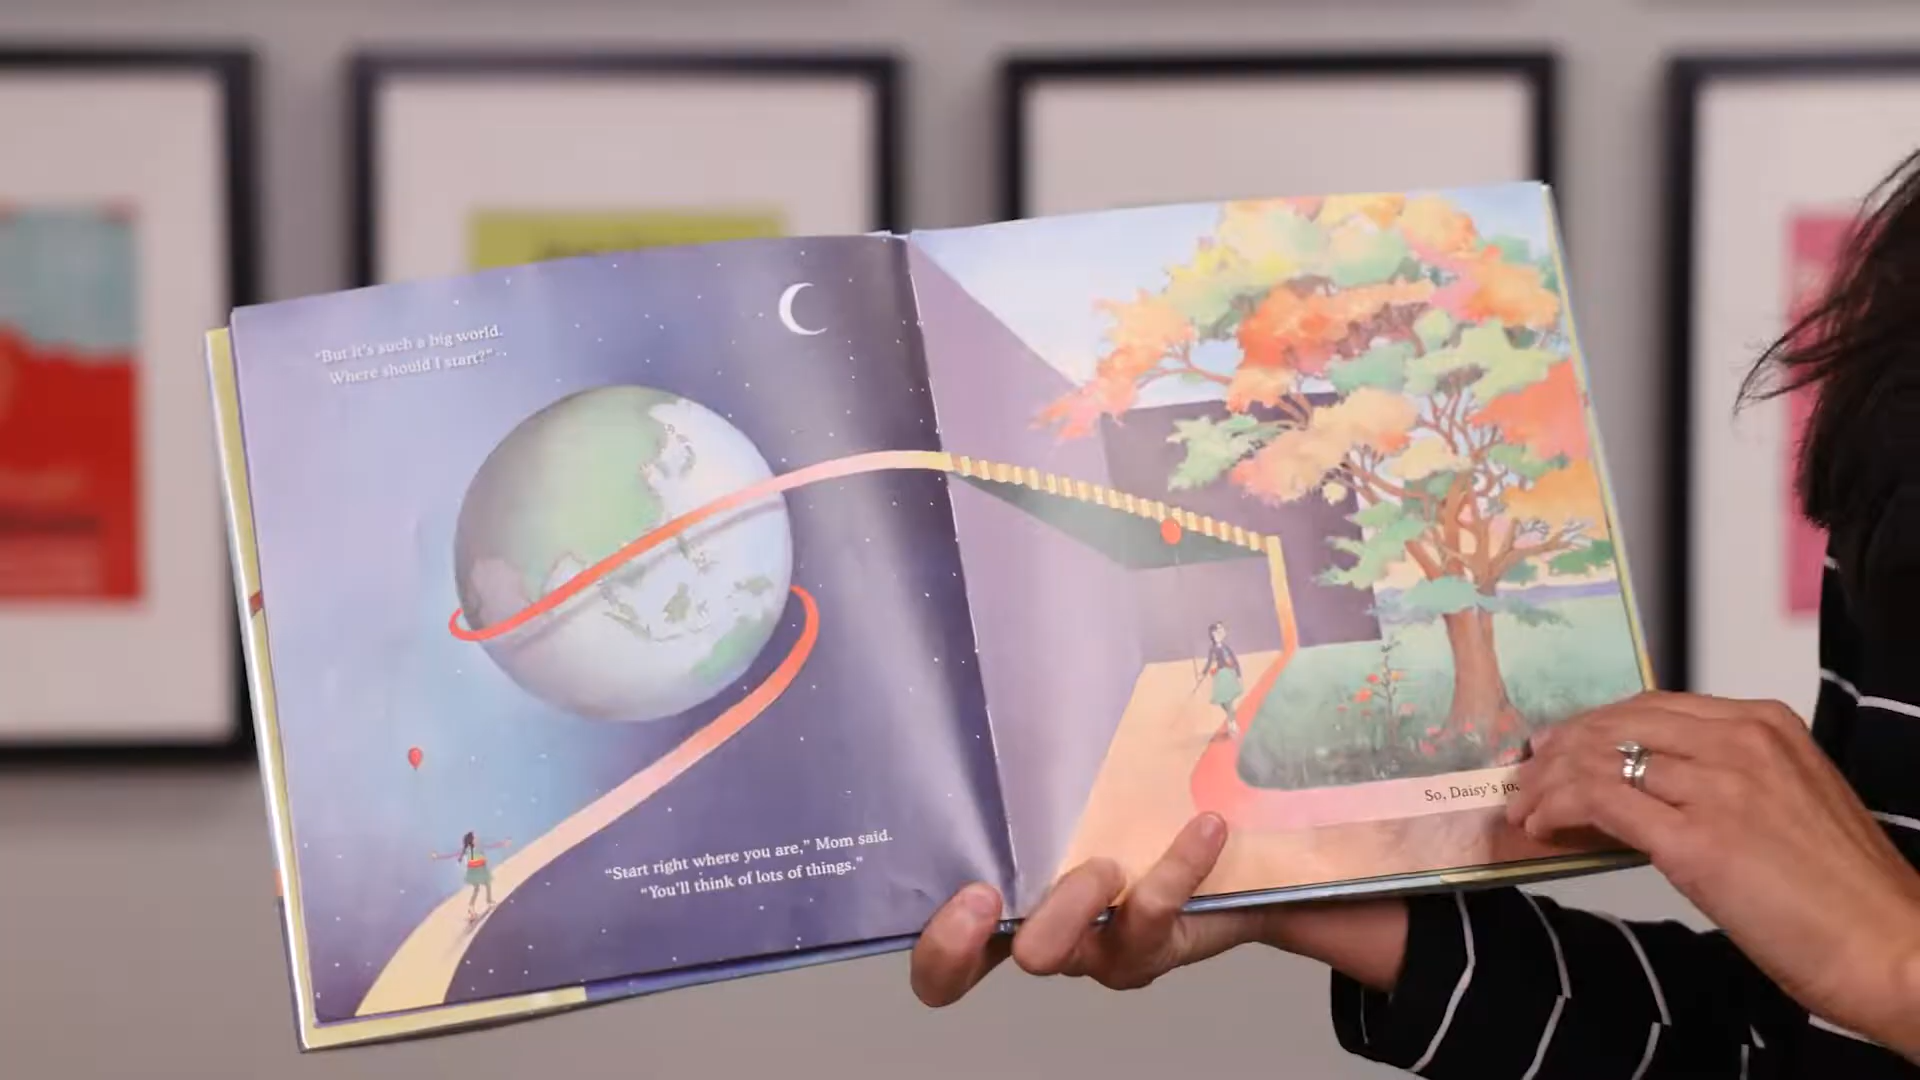 "But it's such a big world.
Where should I start?"
"Start right where you are," Mom said.
"You'll think of lots of things."
So, Daisy's